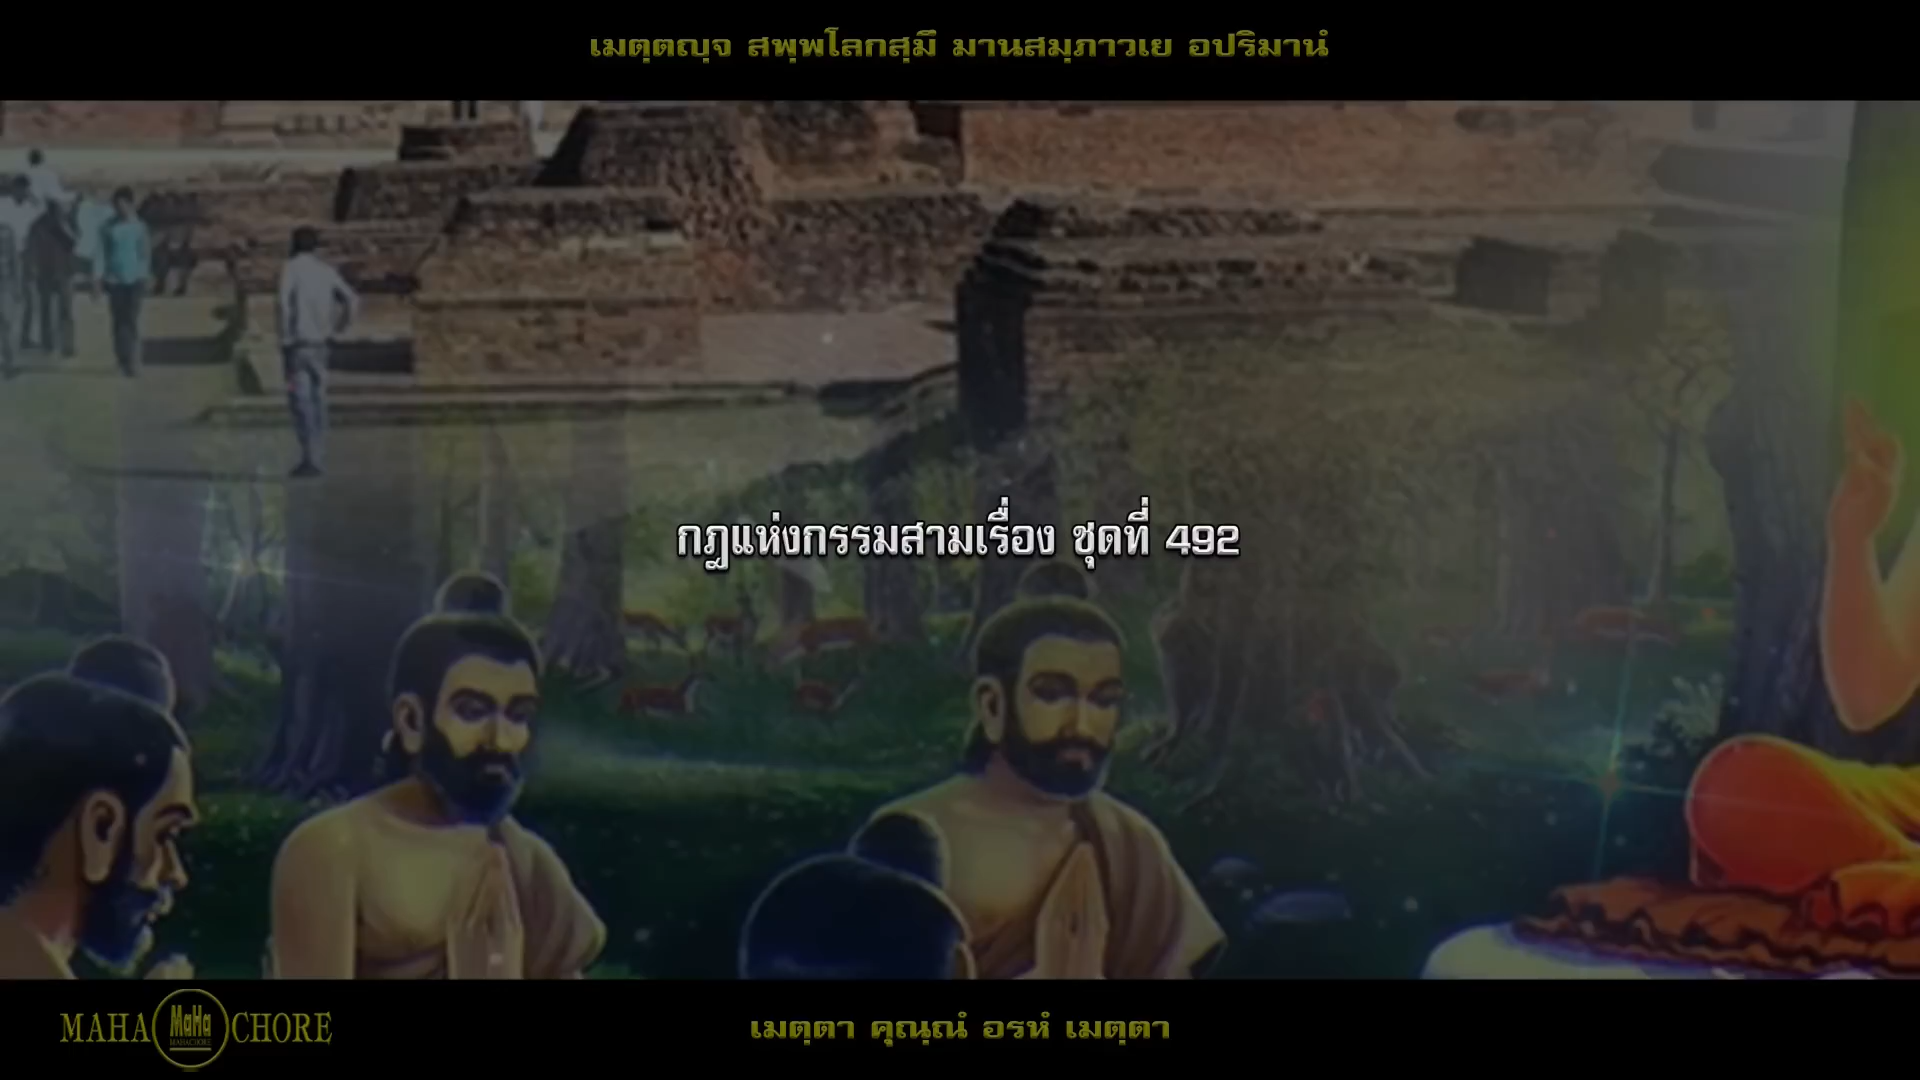 เมตฺตญฺจ สพฺพโลกสฺมึ มานสมฺภาวเย อปริมานํ
กฎแห่งกรรมสามเรื่อง ชุดที่ 492
MAHA MaHa CHORE
MAHACHORE
เมตฺตา คุณฺณํ อรหํ เมตฺตา